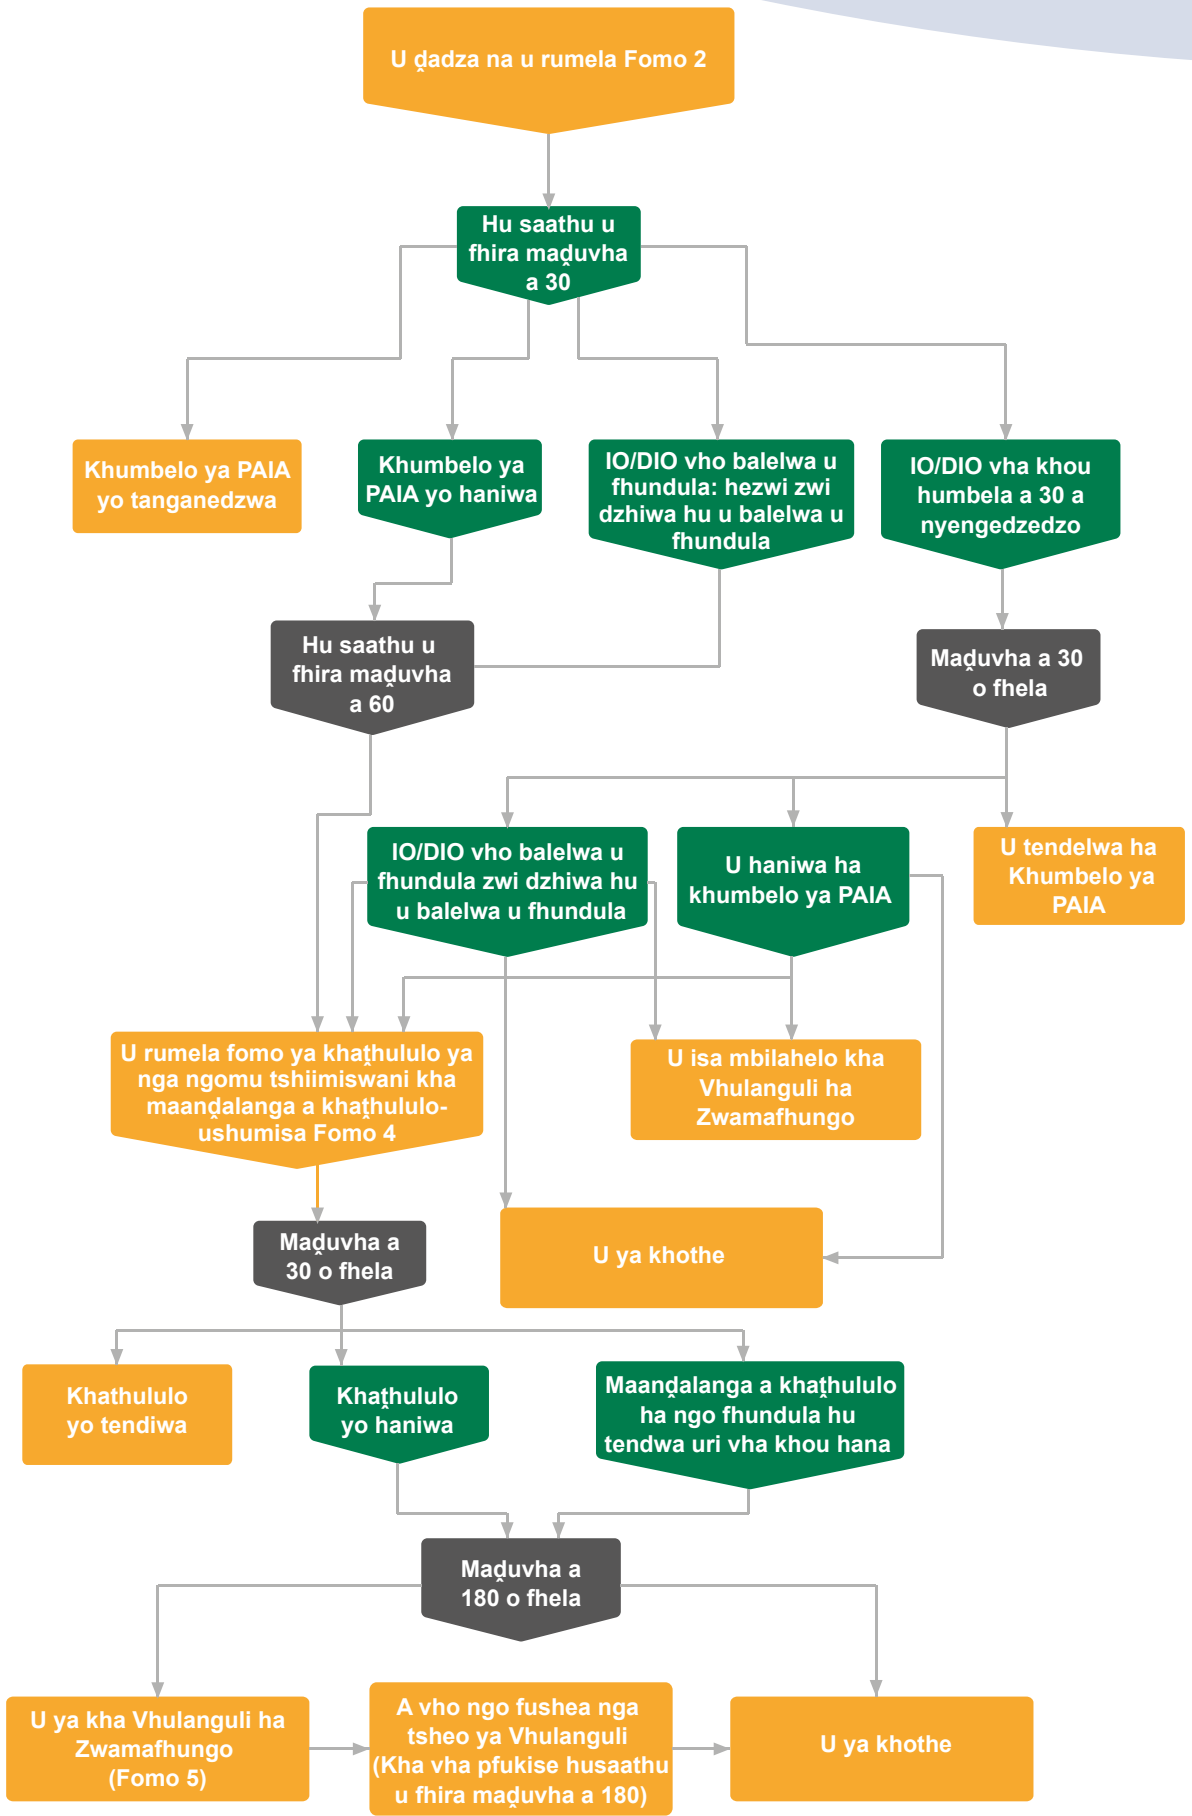 U ḓadza na u rumela Fomo 2
Hu saathu u
fhira maḓuvha
a 30
Khumbelo ya PAIA
yo tanganedzwa
Khumbelo ya
PAIA yo haniwa
IO/DIO vho balelwa u
fhundula: hezwi zwi
dzhiwa hu u balelwa u
fhundula
IO/DIO vha khou
humbela a 30 a
nyengedzedzo
Hu saathu u
fhira maḓuvha
a 60
Maḓuvha a 30
o fhela
IO/DIO vho balelwa u
fhundula zwi dzhiwa hu
u balelwa u fhundula
U haniwa ha
khumbelo ya PAIA
U tendelwa ha
Khumbelo ya
PAIA
U rumela fomo ya khaṱhululo ya
nga ngomu tshiimiswani kha
maanḓalanga a khaṱhululo-
ushumisa Fomo 4
U isa mbilahelo kha
Vhulanguli ha
Zwamafhungo
Maḓuvha a
30 o fhela
U ya khothe
Khathululo
yo tendiwa
Khaṱhululo
yo haniwa
Maanḓalanga a khaṱhululo
ha ngo fhundula hu
tendwa uri vha khou hana
Maḓuvha a
180 o fhela
U ya kha Vhulanguli ha
Zwamafhungo
(Fomo 5)
A vho ngo fushea nga
tsheo ya Vhulanguli
(Kha vha pfukise husaathu
u fhira maḓuvha a 180)
U ya khothe